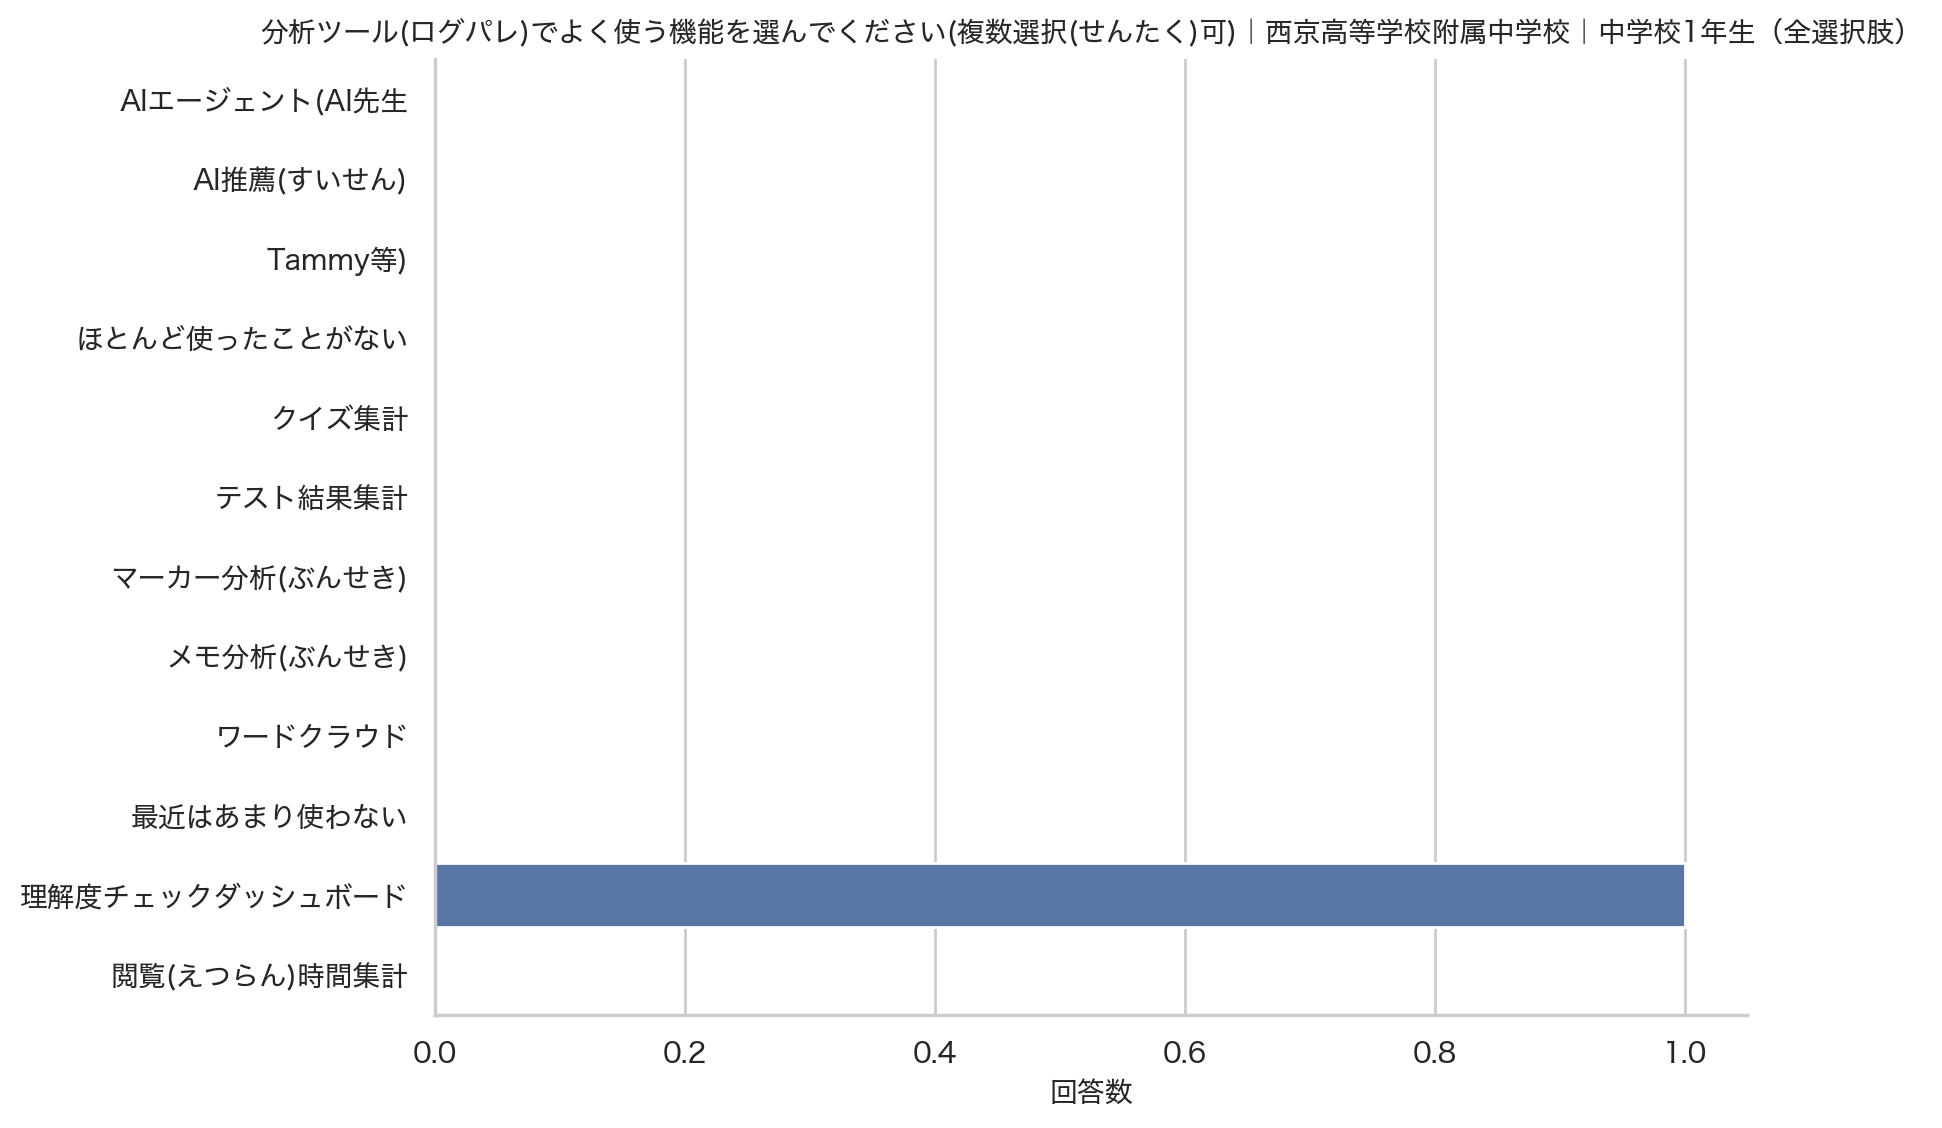 分析ツール(ログパレ)でよく使う機能を選んでください(複数選択(せんたく)可)｜西京高等学校附属中学校｜中学校1年生（全選択肢）
AIエージェント(AI先生
AI推薦(すいせん)
Tammy等)
ほとんど使ったことがない
クイズ集計
テスト結果集計
マーカー分析(ぶんせき)
メモ分析(ぶんせき)
ワードクラウド
最近はあまり使わない
理解度チェックダッシュボード
閲覧(えつらん)時間集計
0.0 0.2 0.4 0.6 0.8 1.0
回答数